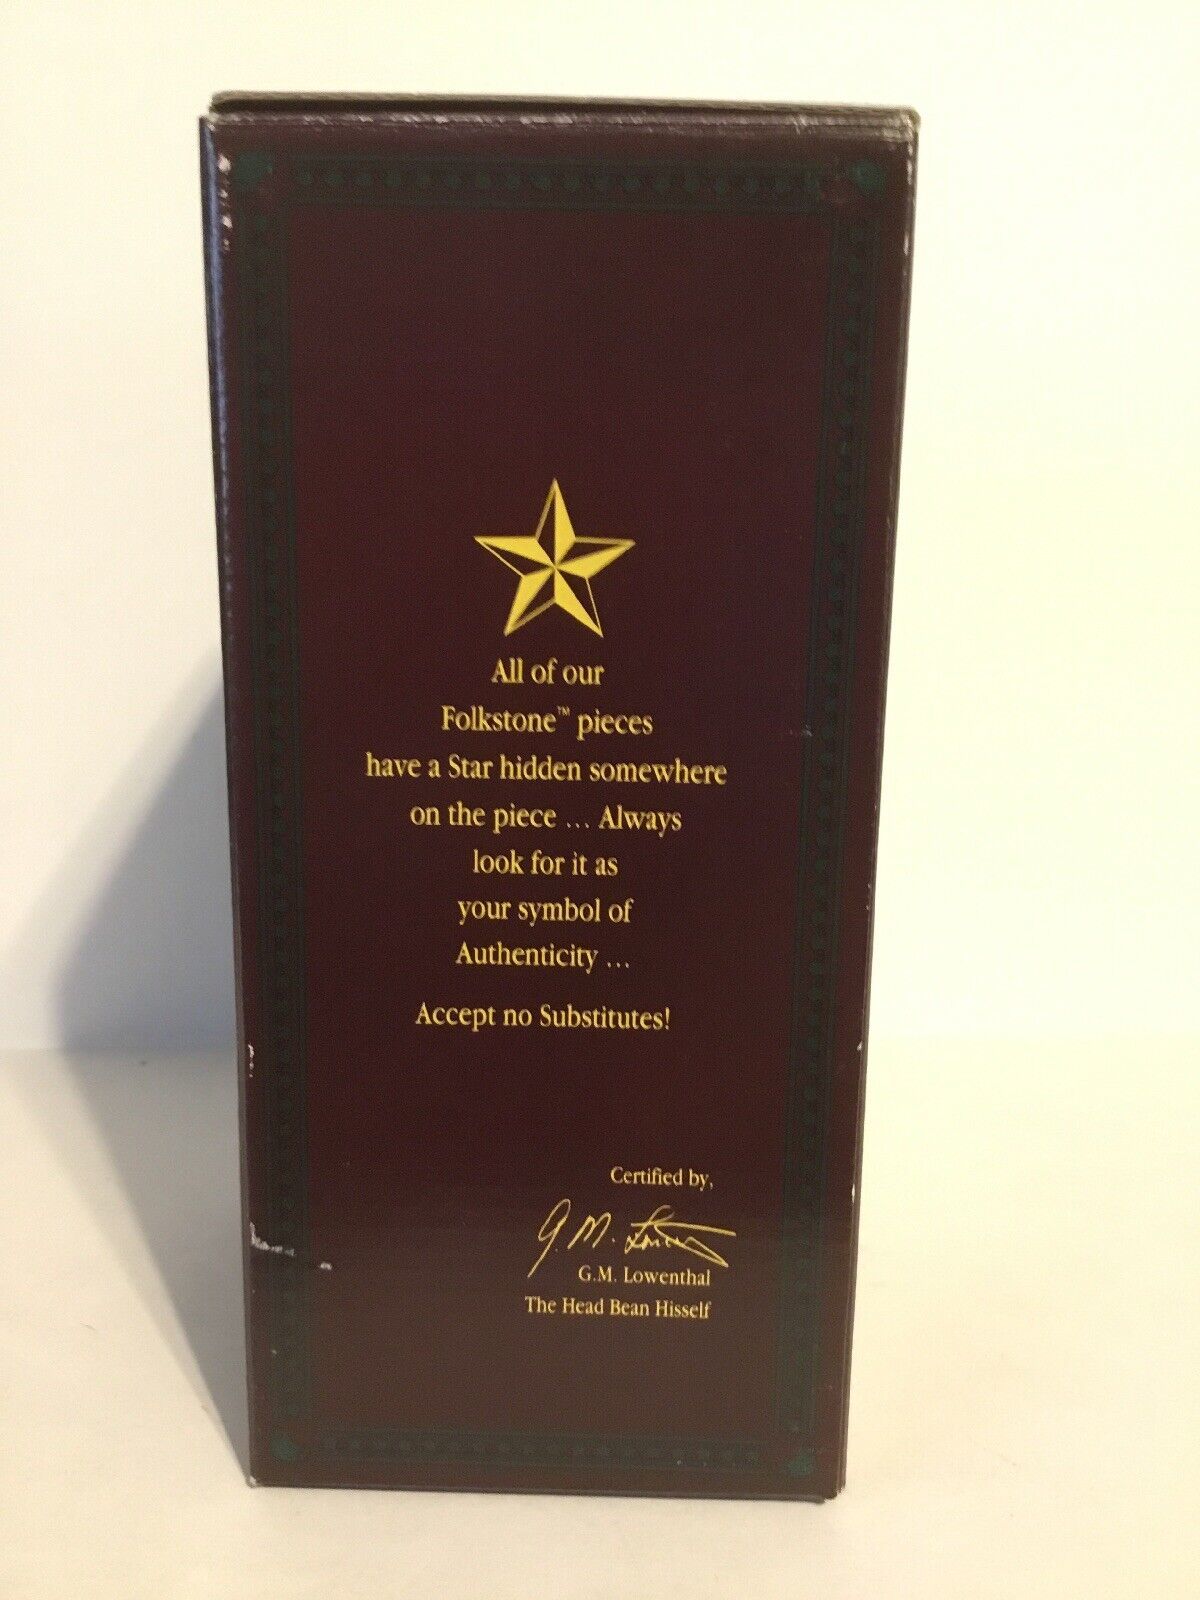 All of our
Folkstone™ pieces
have a Star hidden somewhere
on the piece ... Always
look for it as
your symbol of
Authenticity ...
Accept no Substitutes!
Certified by,
G.M. Lowenthal
The Head Bean Hisself